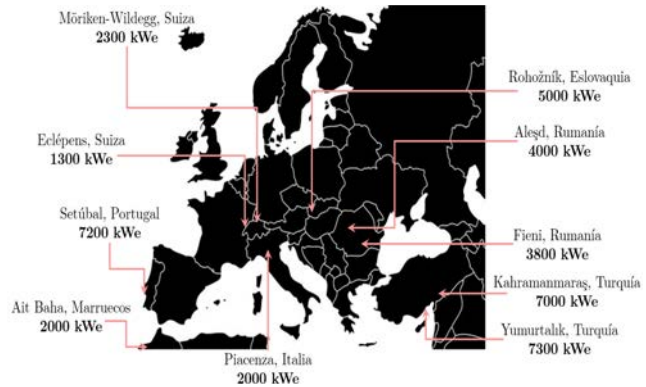 Möriken-Wildegg, Suiza
2300 kWe
Rohožník, Eslovaquia
5000 kWe
Eclépens, Suiza
1300 kWe
Aleşd, Rumanía
4000 kWe
Setúbal, Portugal
7200 kWe
Fieni, Rumanía
3800 kWe
Kahramanmaraş, Turquía
7000 kWe
Ait Baha, Marruecos
2000 kWe
Yumurtalık, Turquía
7300 kWe
Piacenza, Italia
2000 kWe